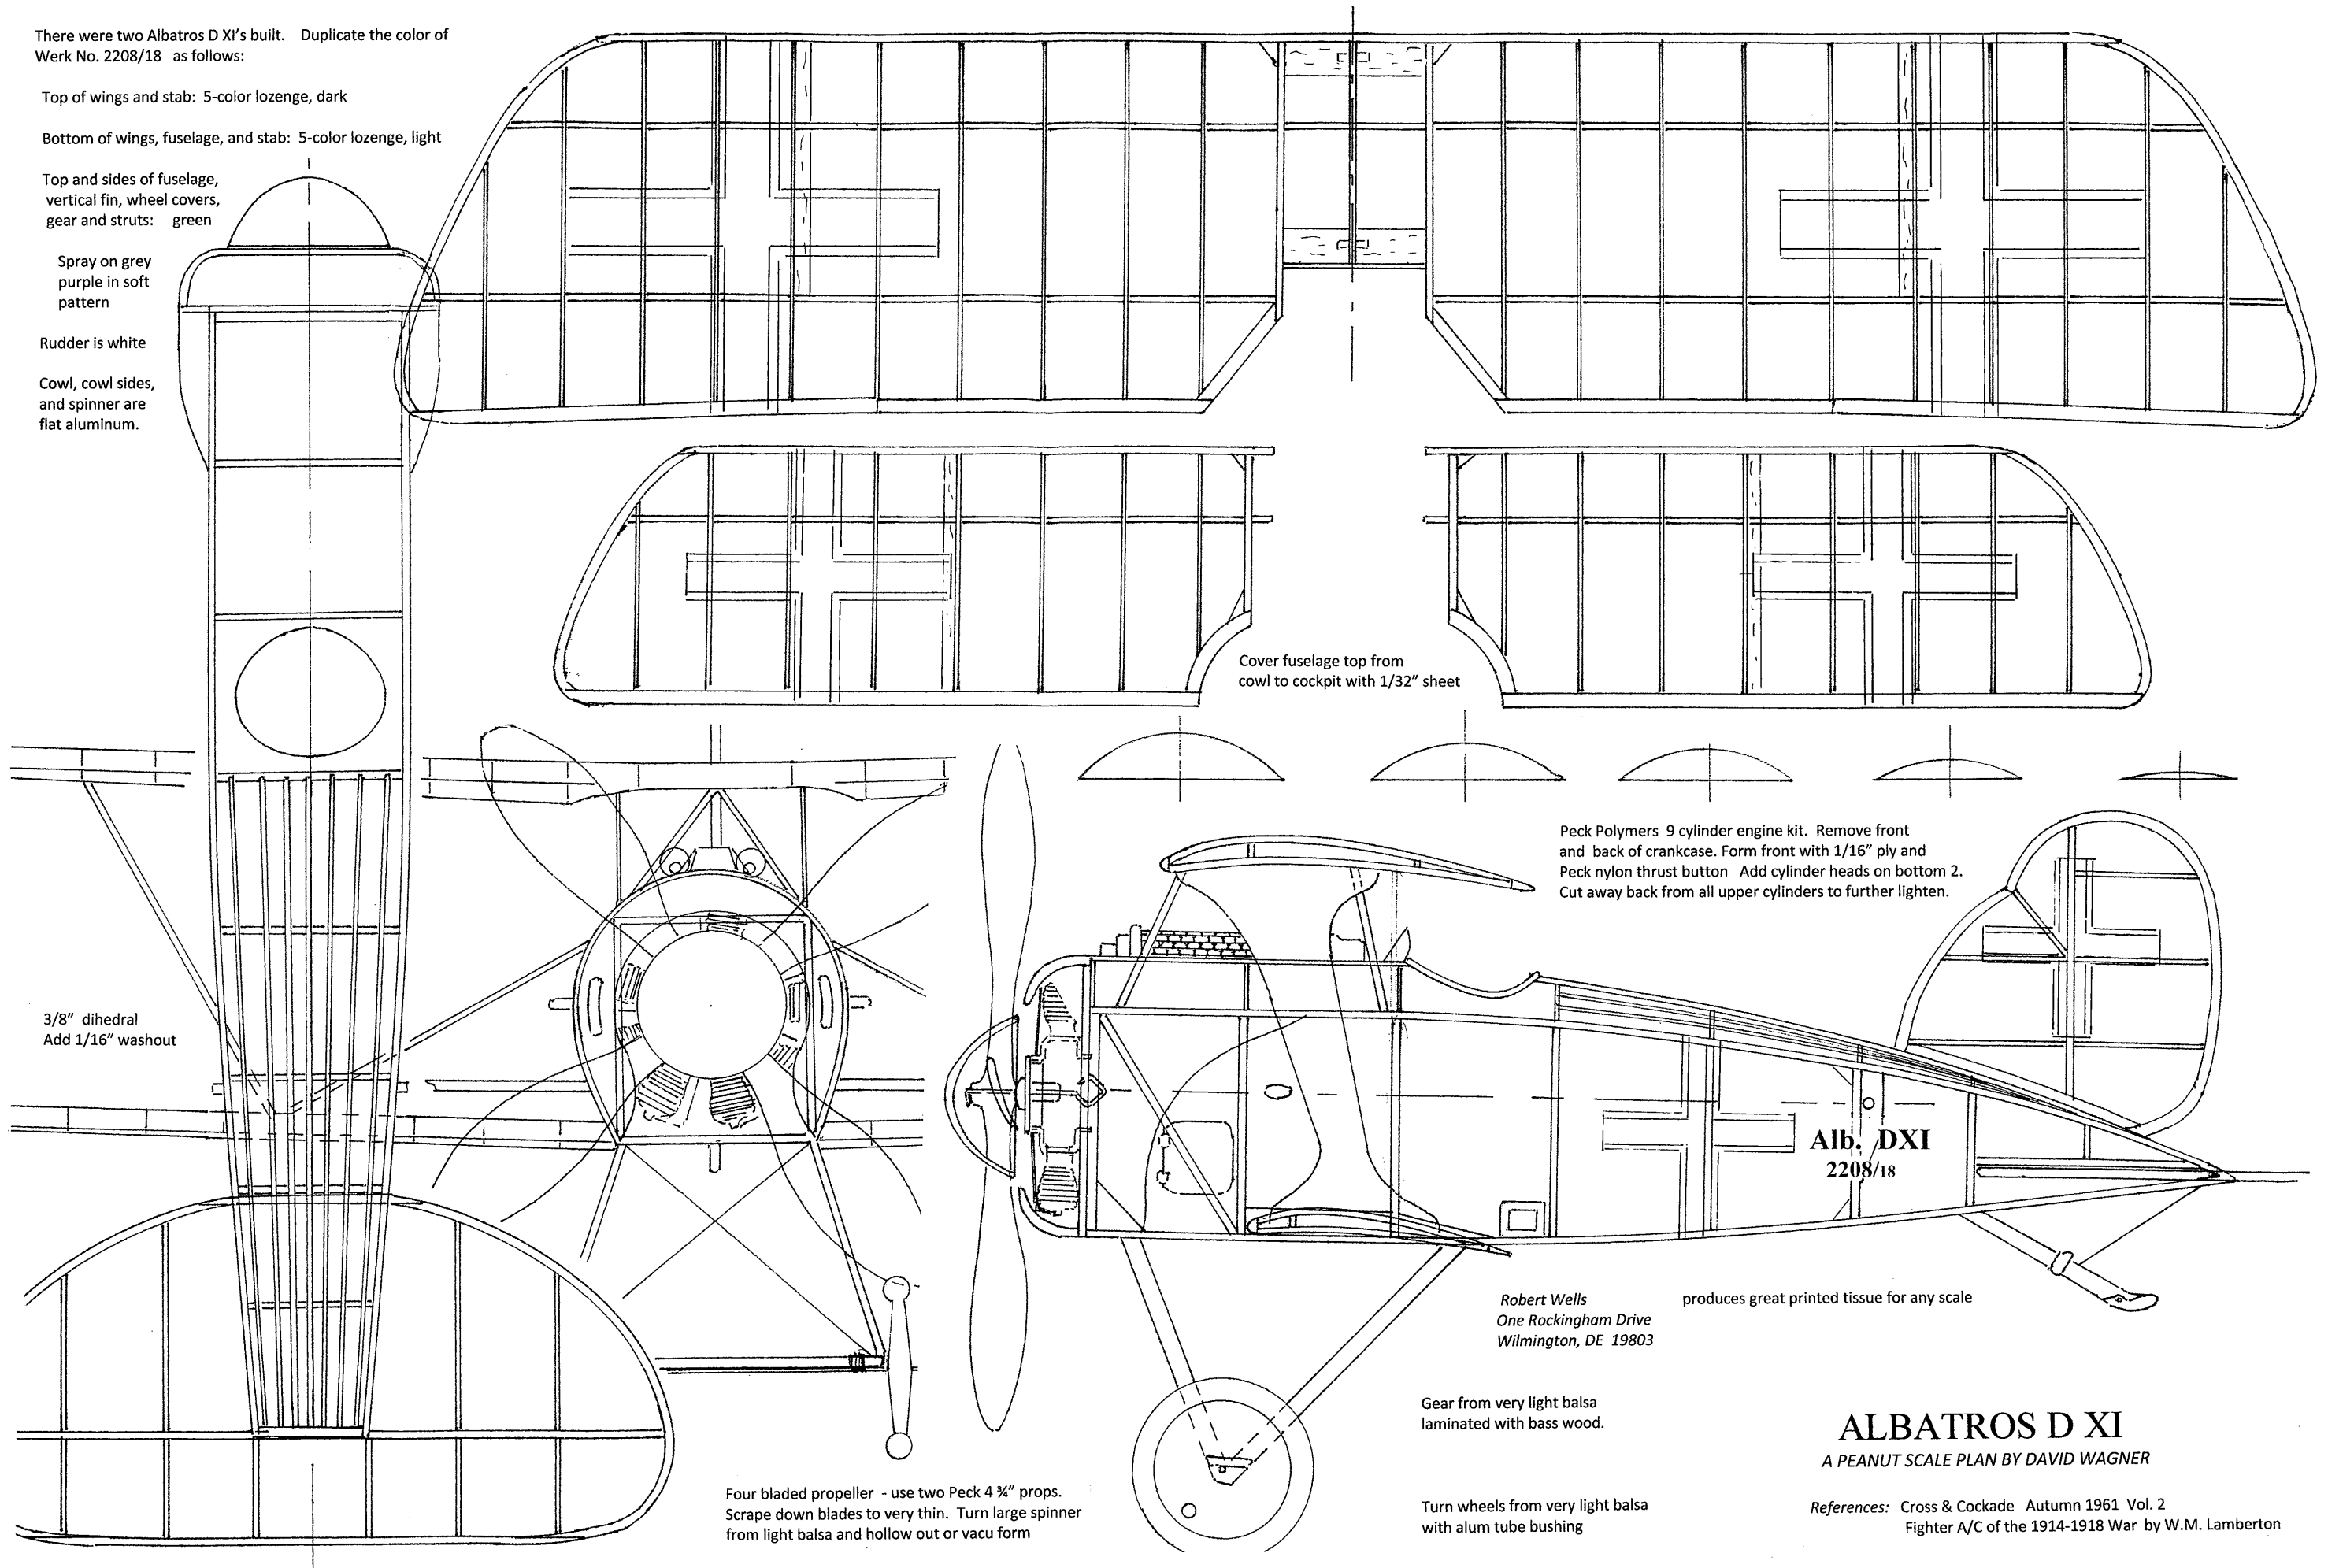 There were two Albatros D XI's built. Duplicate the color of
Werk No. 2208/18 as follows:
Top of wings and stab: 5-color lozenge, dark
Bottom of wings, fuselage, and stab: 5-color lozenge, light
Top and sides of fuselage,
vertical fin, wheel covers,
gear and struts: green
Spray on grey
purple in soft
pattern
Rudder is white
Cowl, cowl sides,
and spinner are
flat aluminum.
Cover fuselage top from
cowl to cockpit with 1/32" sheet
Peck Polymers 9 cylinder engine kit. Remove front
and back of crankcase. Form front with 1/16" ply and
Peck nylon thrust button Add cylinder heads on bottom 2.
Cut away back from all upper cylinders to further lighten.
3/8" dihedral
Add 1/16" washout
Alb. DXI
2208/18
Robert Wells
One Rockingham Drive
Wilmington, DE 19803
produces great printed tissue for any scale
Gear from very light balsa
laminated with bass wood.
Four bladed propeller - use two Peck 4 ¾" props.
Scrape down blades to very thin. Turn large spinner
from light balsa and hollow out or vacu form
Turn wheels from very light balsa
with alum tube bushing
ALBATROS D XI
A PEANUT SCALE PLAN BY DAVID WAGNER
References: Cross & Cockade Autumn 1961 Vol. 2
Fighter A/C of the 1914-1918 War by W.M. Lamberton